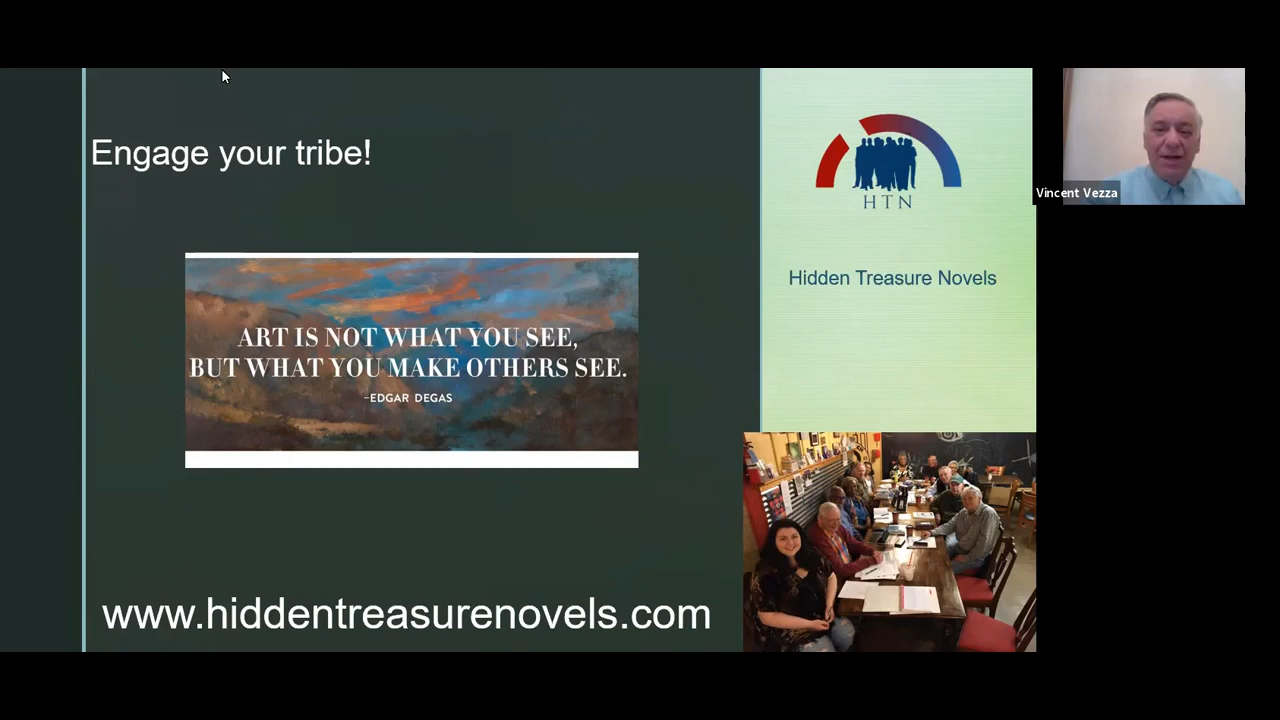 Engage your tribe!
ART IS NOT WHAT YOU SEE,
BUT WHAT YOU MAKE OTHERS SEE.
-EDGAR DEGAS
www.hiddentreasurenovels.com
HTN
Hidden Treasure Novels
Vincent Vezza